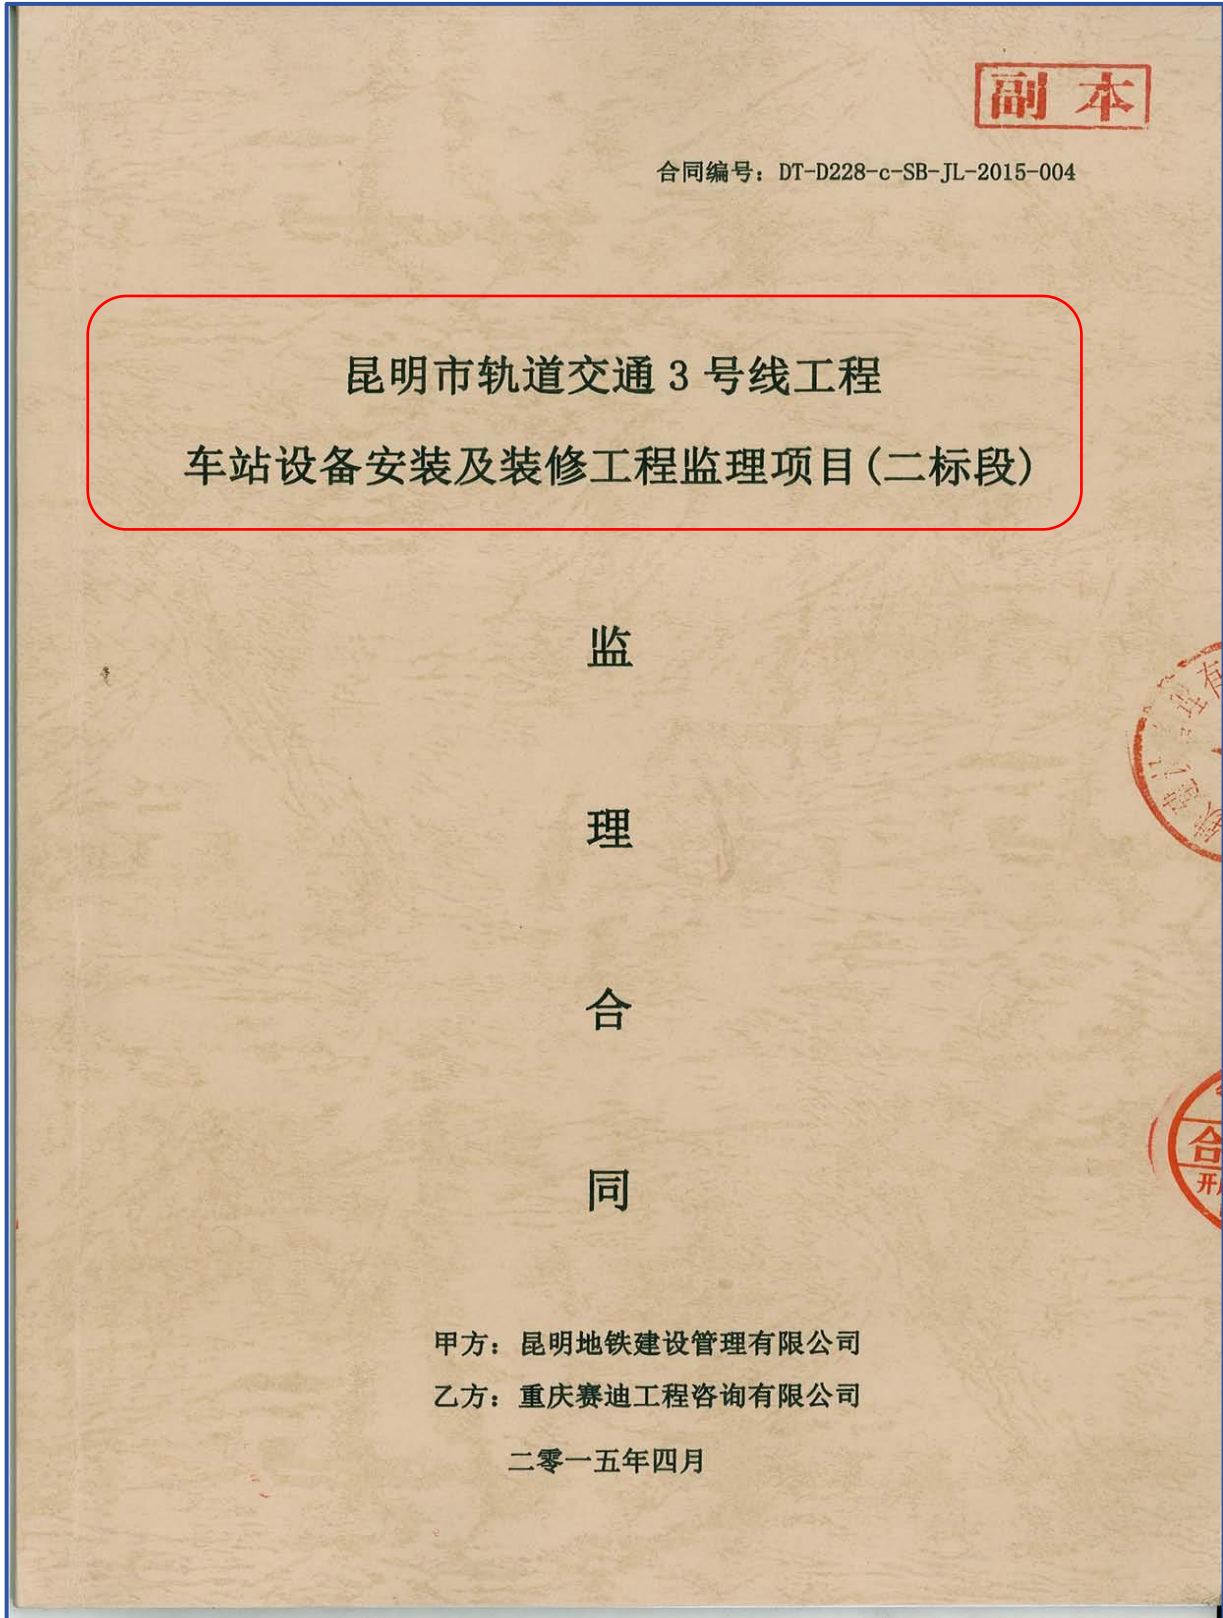 副本
合同编号：DT-D228-c-SB-JL-2015-004
昆明市轨道交通 3 号线工程
车站设备安装及装修工程监理项目(二标段)
监
理
合
同
甲方：昆明地铁建设管理有限公司
乙方：重庆赛迪工程咨询有限公司
二零一五年四月